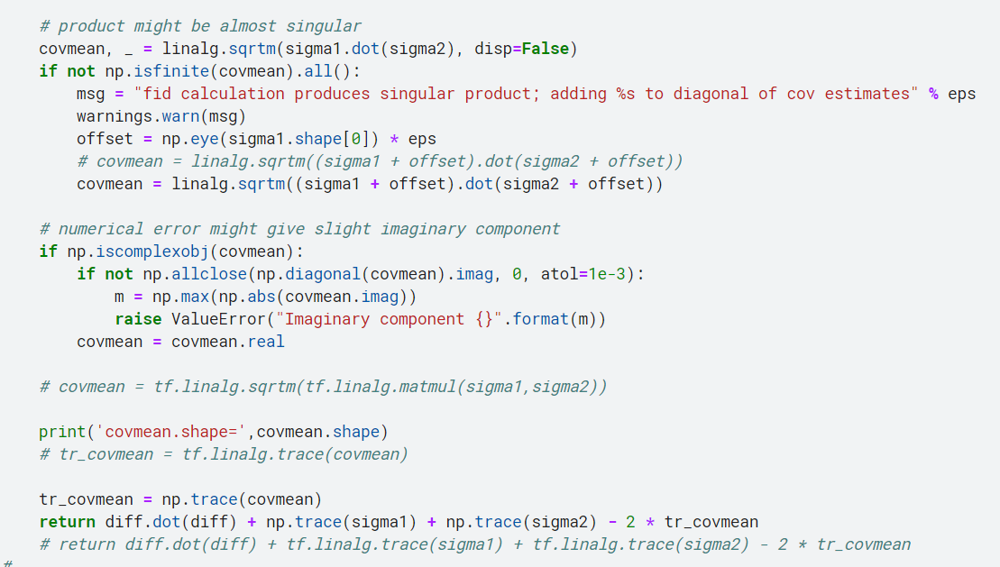 # product might be almost singular
covmean, _ = linalg.sqrtm(sigma1.dot(sigma2), disp=False)
if not np.isfinite(covmean).all():
    msg = "fid calculation produces singular product; adding %s to diagonal of cov estimates" % eps
    warnings.warn(msg)
    offset = np.eye(sigma1.shape[0]) * eps
    # covmean = linalg.sqrtm((sigma1 + offset).dot(sigma2 + offset))
    covmean = linalg.sqrtm((sigma1 + offset).dot(sigma2 + offset))
# numerical error might give slight imaginary component
if np.iscomplexobj(covmean):
    if not np.allclose(np.diagonal(covmean).imag, 0, atol=1e-3):
        m = np.max(np.abs(covmean.imag))
        raise ValueError("Imaginary component {}".format(m))
    covmean = covmean.real
# covmean = tf.linalg.sqrtm(tf.linalg.matmul(sigma1,sigma2))
print('covmean.shape=',covmean.shape)
# tr_covmean = tf.linalg.trace(covmean)
tr_covmean = np.trace(covmean)
return diff.dot(diff) + np.trace(sigma1) + np.trace(sigma2) - 2 * tr_covmean
# return diff.dot(diff) + tf.linalg.trace(sigma1) + tf.linalg.trace(sigma2) - 2 * tr_covmean
#